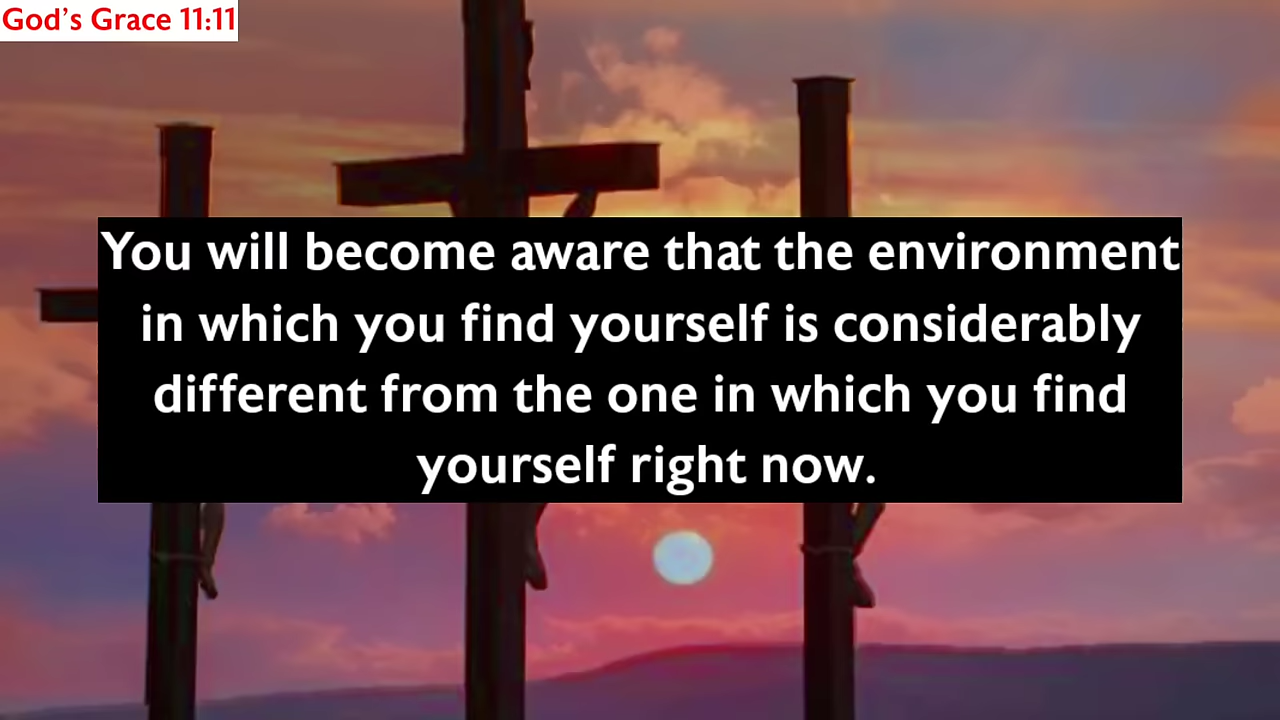 God’s Grace 11:11
You will become aware that the environment
in which you find yourself is considerably
different from the one in which you find
yourself right now.